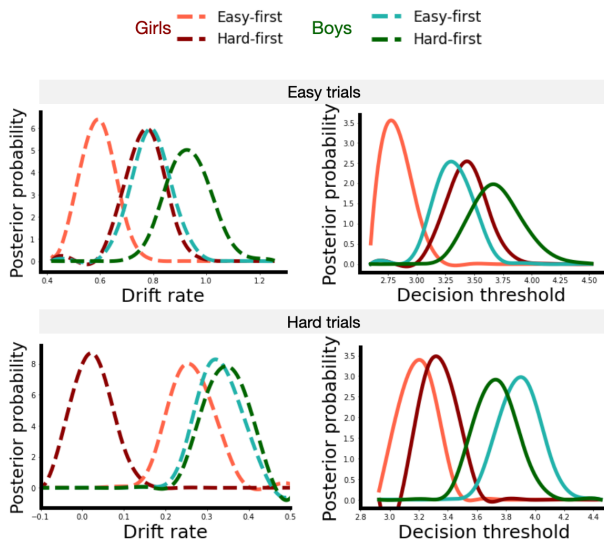 Girls Easy-first Hard-first Boys Easy-first Hard-first
Easy trials
Posterior probability
6
5
4
3
2
1
0
0.4 0.6 0.8 1.0 1.2
Drift rate
Posterior probability
3.5
3.0
2.5
2.0
1.5
1.0
0.5
0.0
2.75 3.00 3.25 3.50 3.75 4.00 4.25 4.50
Decision threshold
Hard trials
Posterior probability
8
6
4
2
0
−0.1 0.0 0.1 0.2 0.3 0.4 0.5
Drift rate
Posterior probability
3.5
3.0
2.5
2.0
1.5
1.0
0.5
0.0
2.8 3.0 3.2 3.4 3.6 3.8 4.0 4.2 4.4
Decision threshold